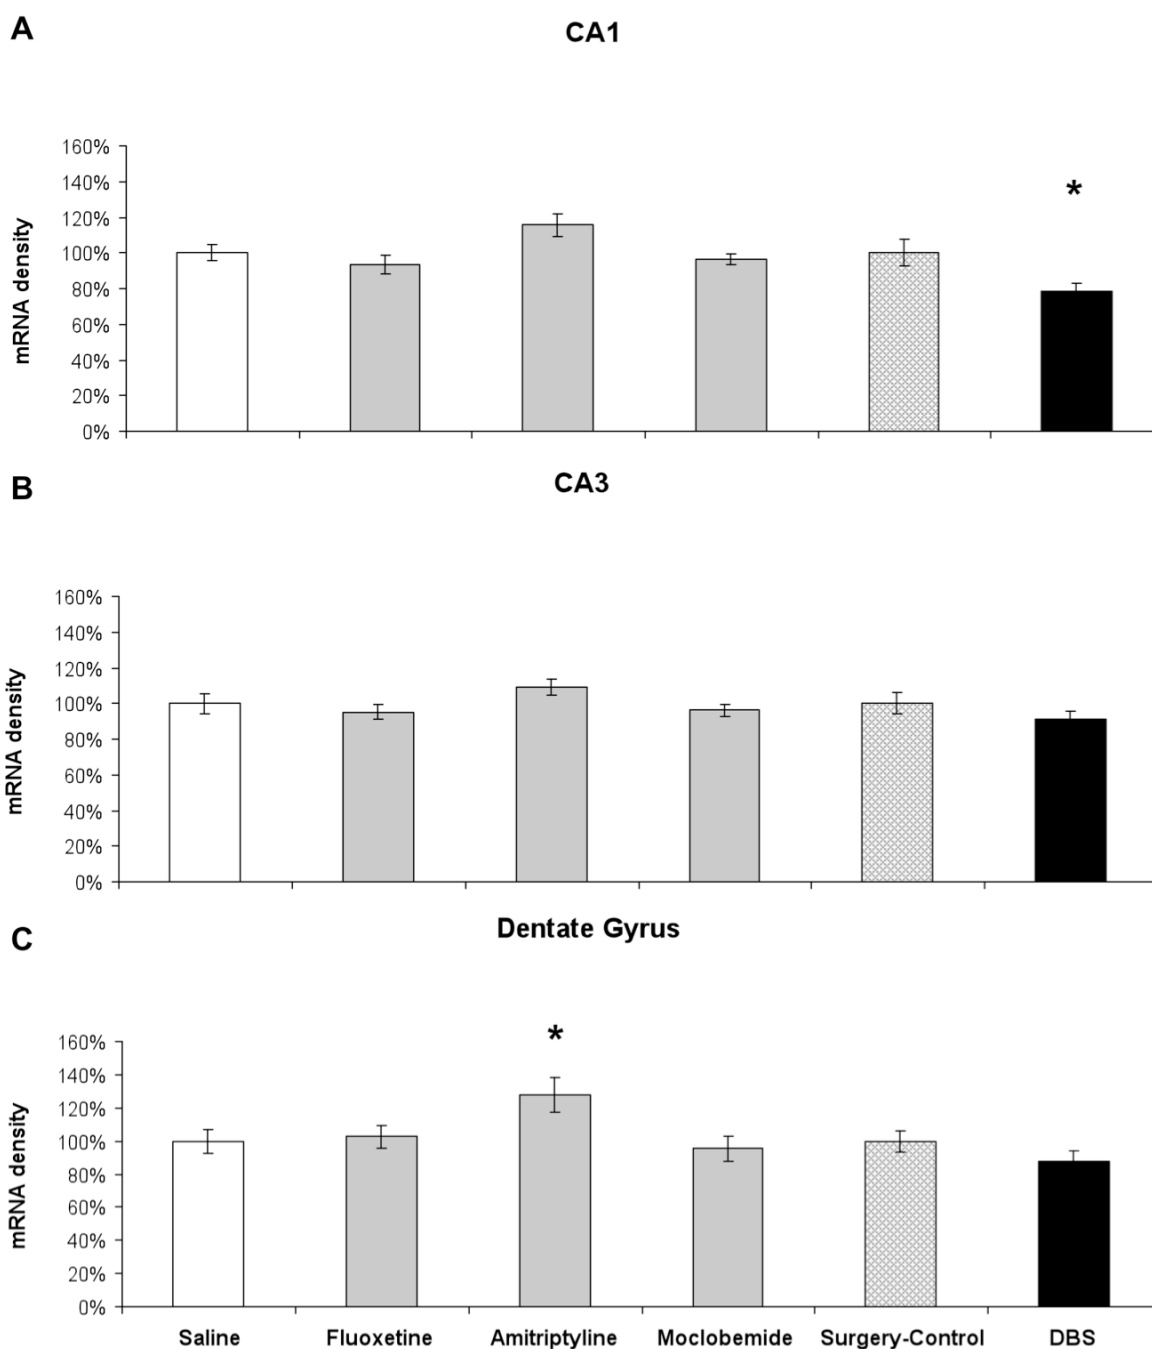 A
CA1
160%
140%
120%
100%
80%
60%
40%
20%
0%
mRNA density
*
B
CA3
160%
140%
120%
100%
80%
60%
40%
20%
0%
mRNA density
C
Dentate Gyrus
160%
140%
120%
100%
80%
60%
40%
20%
0%
mRNA density
*
Saline Fluoxetine Amitriptyline Moclobemide Surgery-Control DBS